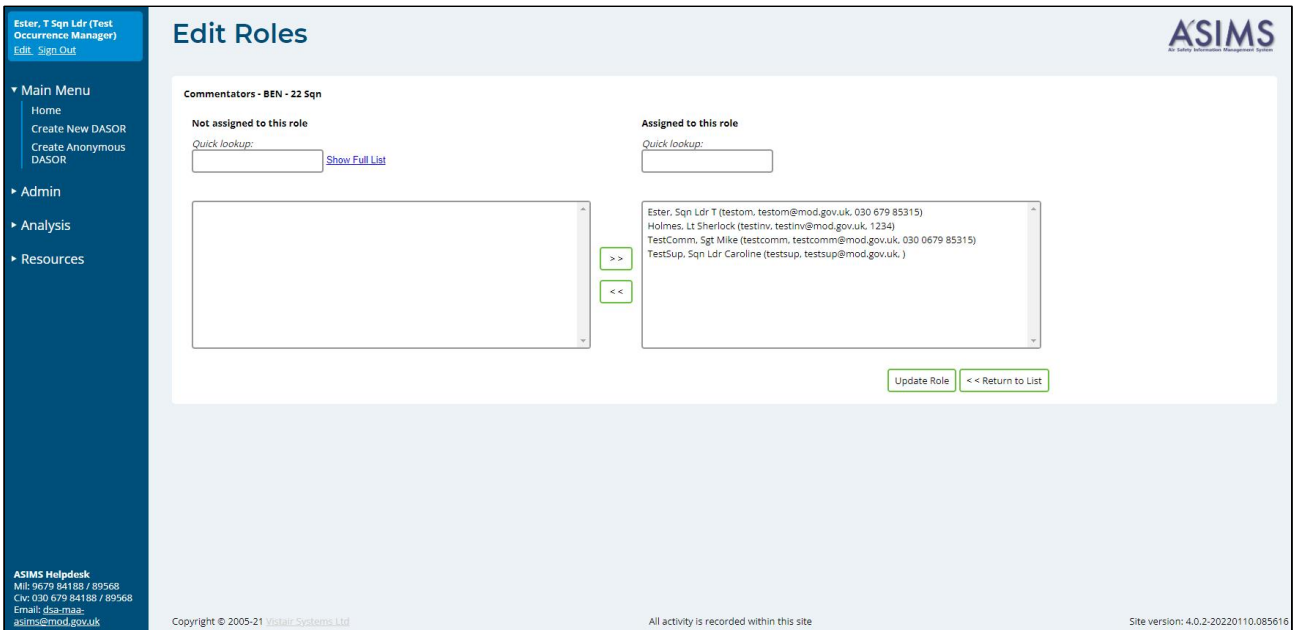 Ester, T Sqn Ldr (Test
Occurrence Manager)
Edit Sign Out
Main Menu
Home
Create New DASOR
Create Anonymous
DASOR
Admin
Analysis
Resources
ASIMS Helpdesk
Mil: 9679 84188 / 89568
Civ: 030 679 84188 / 89568
Email: dsa-maa-
asims@mod.gov.uk
Edit Roles
ASIMS
Air Safety Information Management System
Commentators - BEN - 22 Sqn
Not assigned to this role
Quick lookup:
Show Full List
>>
<<
Assigned to this role
Quick lookup:
Ester, Sqn Ldr T (testom, testom@mod.gov.uk, 030 679 85315)
Holmes, Lt Sherlock (testinv, testinv@mod.gov.uk, 1234)
TestComm, Sgt Mike (testcomm, testcomm@mod.gov.uk, 030 0679 85315)
TestSup, Sqn Ldr Caroline (testsup, testsup@mod.gov.uk, )
Update Role
<< Return to List
Copyright © 2005-21 Vistair Systems Ltd
All activity is recorded within this site
Site version: 4.0.2-20220110.085616